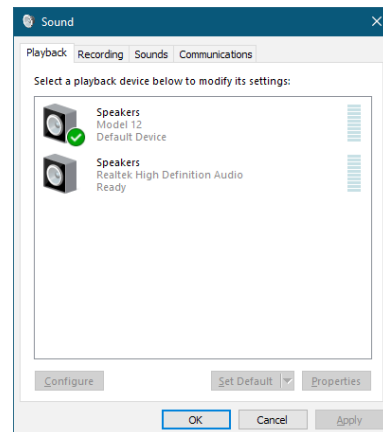 Sound
Playback Recording Sounds Communications
Select a playback device below to modify its settings:
Speakers
Model 12
Default Device
Speakers
Realtek High Definition Audio
Ready
Configure Set Default Properties
OK Cancel Apply